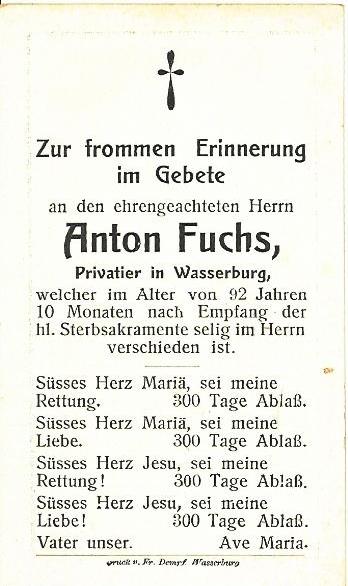 Zur frommen Erinnerung
im Gebete
an den ehrengeachteten Herrn
Anton Fuchs,
Privatier in Wasserburg,
welcher im Alter von 92 Jahren
10 Monaten nach Empfang der
hl. Sterbsakramente selig im Herrn
verschieden ist.
Süsses Herz Mariä, sei meine
Rettung. 300 Tage Ablaß.
Süsses Herz Mariä, sei meine
Liebe. 300 Tage Ablaß.
Süsses Herz Jesu, sei meine
Rettung! 300 Tage Ablaß.
Süsses Herz Jesu, sei meine
Liebe! 300 Tage Ablaß.
Vater unser. Ave Maria.
Druck v. Fr. Dempf Wasserburg